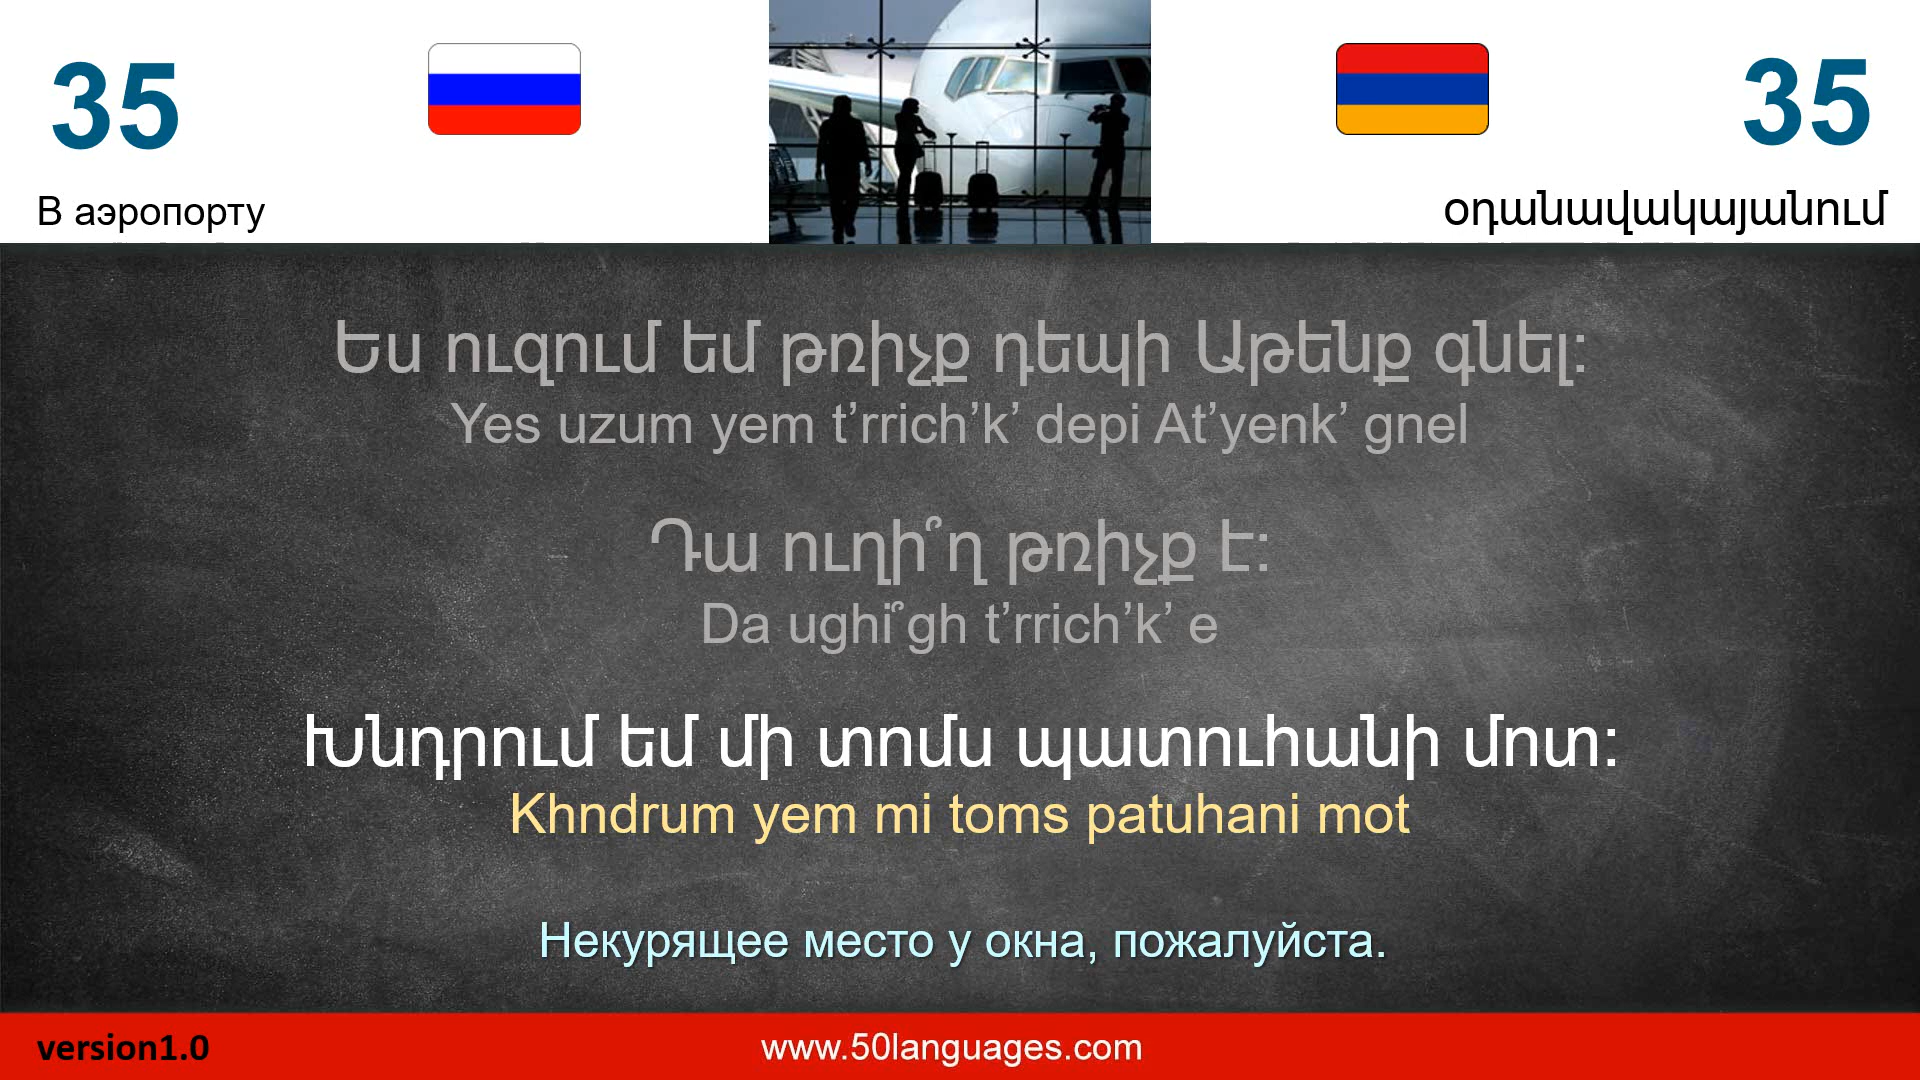 35
35
В аэропорту
օդանավակայանում
Ես ուզում եմ թռիչք դեպի Աթենք գնել:
Yes uzum yem t’rrich’k’ depi At’yenk’ gnel
Դա ուղի՞ղ թռիչք է:
Da ughi՞gh t’rrich’k’ e
Խնդրում եմ մի տոմս պատուհանի մոտ:
Khndrum yem mi toms patuhani mot
Некурящее место у окна, пожалуйста.
version1.0
www.50languages.com